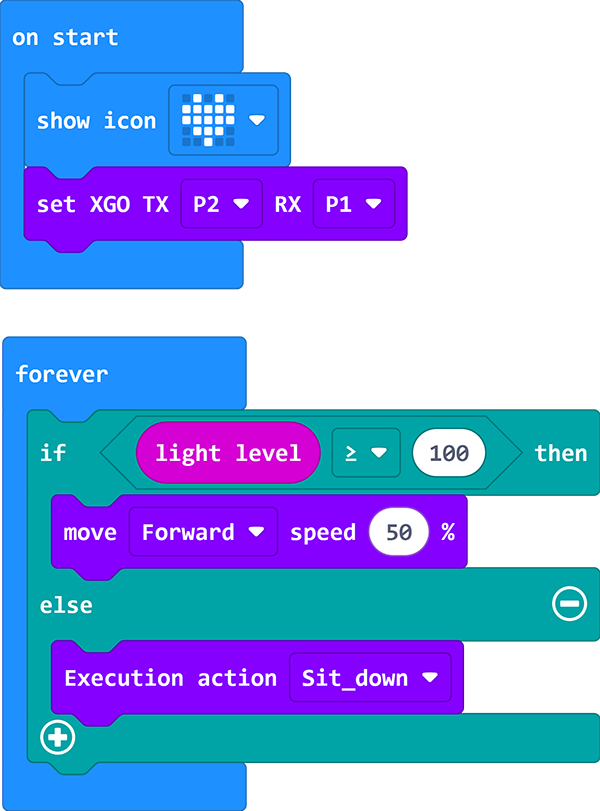 on start
show icon
set XGO TX P2 RX P1
forever
if light level ≥ 100 then
move Forward speed 50 %
else
Execution action Sit_down